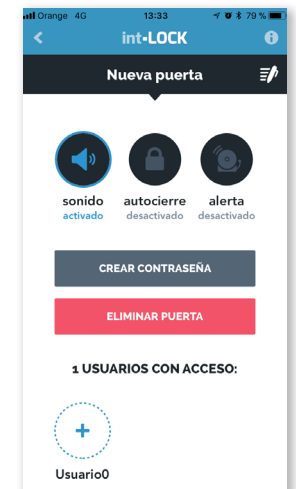 Orange 4G 13:33 79 %
int-LOCK
Nueva puerta
sonido autocierre alerta
activado desactivado desactivado
CREAR CONTRASEÑA
ELIMINAR PUERTA
1 USUARIOS CON ACCESO:
Usuario0